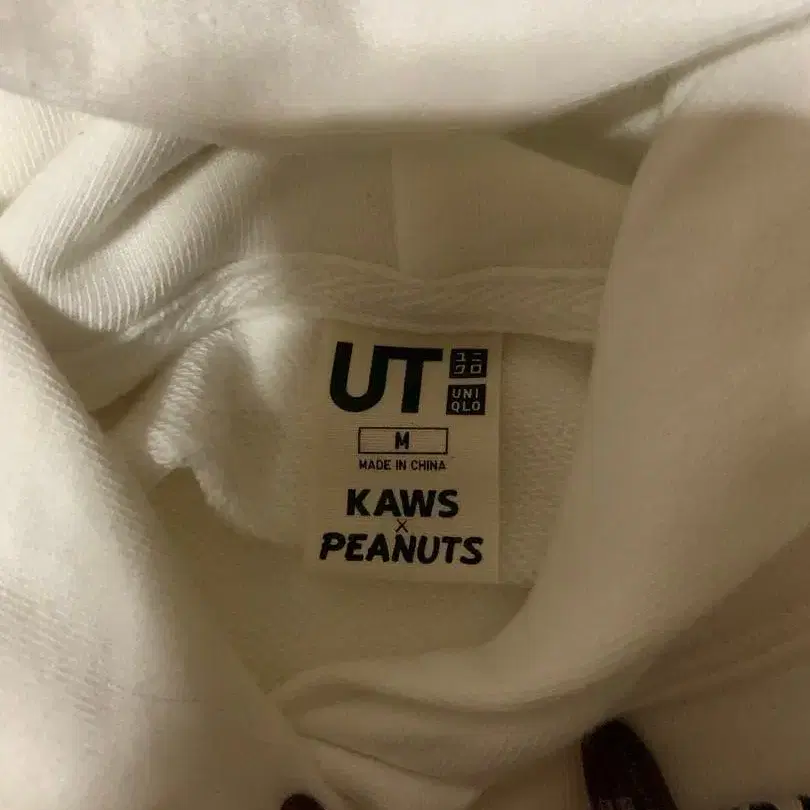 UT
ユニ
クロ
UNI
QLO
M
MADE IN CHINA
KAWS
X
PEANUTS